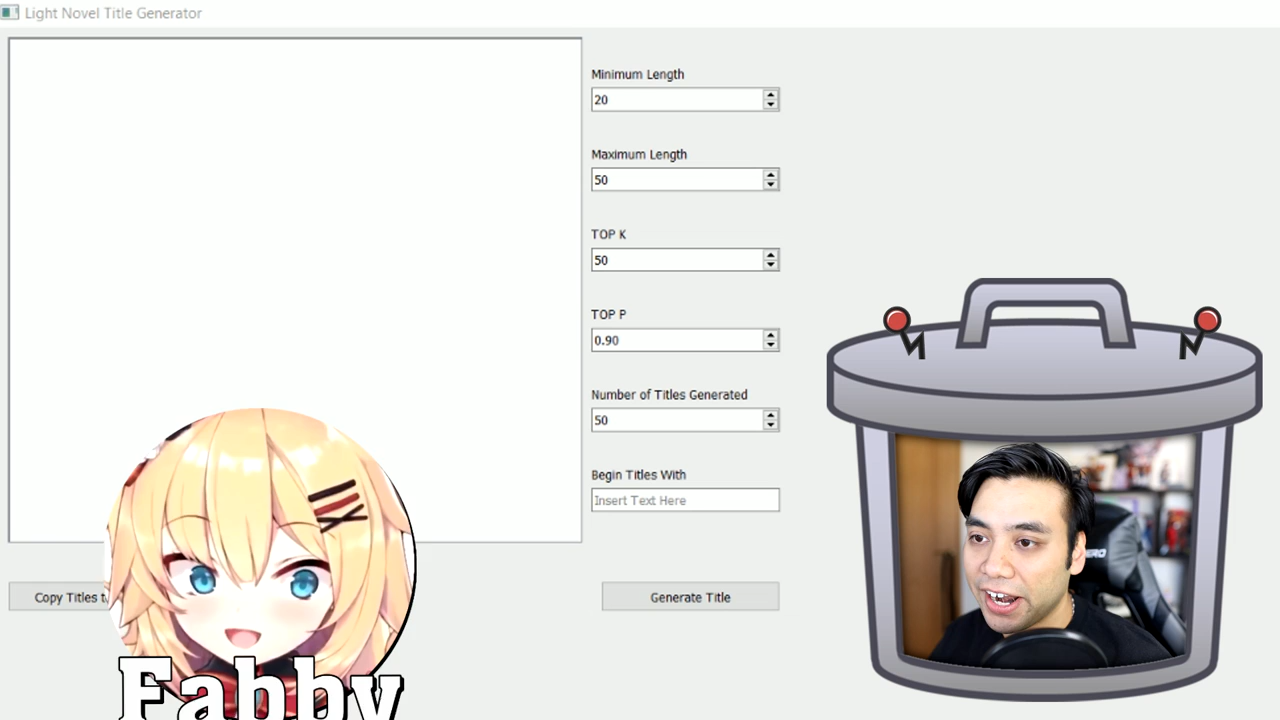 Light Novel Title Generator
Minimum Length
20
Maximum Length
50
TOP K
50
TOP P
0.90
Number of Titles Generated
50
Begin Titles With
Insert Text Here
Copy Titles
Generate Title
Fabby